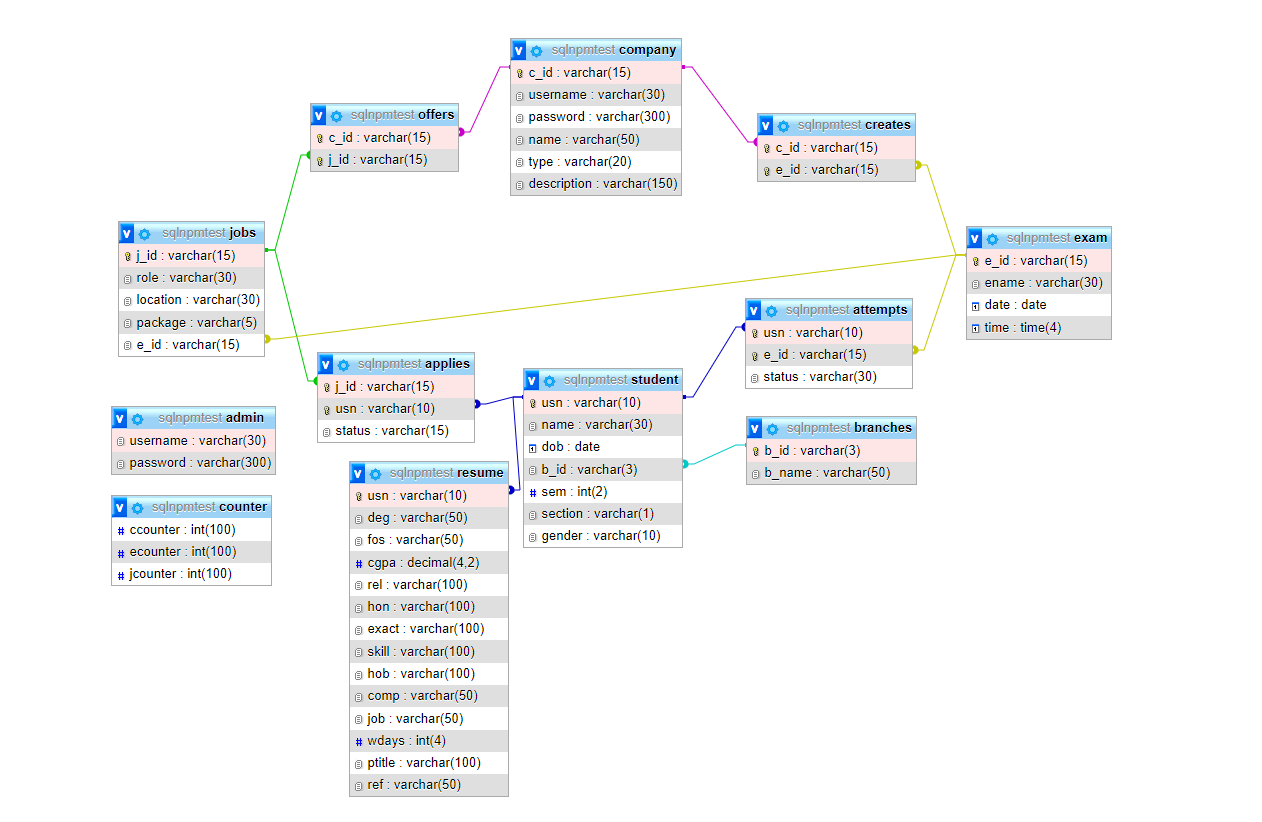 v sqlnpmtest company
c_id : varchar(15)
username : varchar(30)
password : varchar(300)
name : varchar(50)
type : varchar(20)
description : varchar(150)
v sqlnpmtest offers
c_id : varchar(15)
j_id : varchar(15)
v sqlnpmtest creates
c_id : varchar(15)
e_id : varchar(15)
v sqlnpmtest jobs
j_id : varchar(15)
role : varchar(30)
location : varchar(30)
package : varchar(5)
e_id : varchar(15)
v sqlnpmtest exam
e_id : varchar(15)
ename : varchar(30)
date : date
time : time(4)
v sqlnpmtest attempts
usn : varchar(10)
e_id : varchar(15)
status : varchar(30)
v sqlnpmtest applies
j_id : varchar(15)
usn : varchar(10)
status : varchar(15)
v sqlnpmtest student
usn : varchar(10)
name : varchar(30)
dob : date
b_id : varchar(3)
# sem : int(2)
section : varchar(1)
gender : varchar(10)
v sqlnpmtest admin
username : varchar(30)
password : varchar(300)
v sqlnpmtest branches
b_id : varchar(3)
b_name : varchar(50)
v sqlnpmtest resume
usn : varchar(10)
deg : varchar(50)
fos : varchar(50)
# cgpa : decimal(4,2)
rel : varchar(100)
hon : varchar(100)
exact : varchar(100)
skill : varchar(100)
hob : varchar(100)
comp : varchar(50)
job : varchar(50)
# wdays : int(4)
ptitle : varchar(100)
ref : varchar(50)
v sqlnpmtest counter
# ccounter : int(100)
# ecounter : int(100)
# jcounter : int(100)